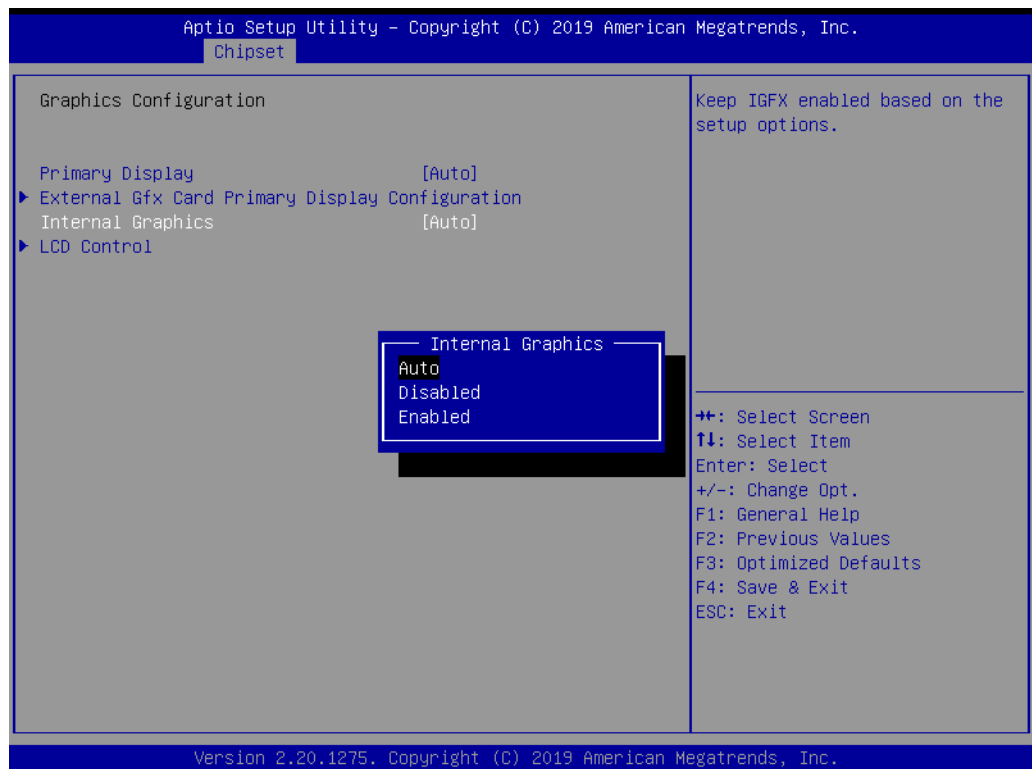 Aptio Setup Utility – Copyright (C) 2019 American Megatrends, Inc.
Chipset
Graphics Configuration
Primary Display [Auto]
External Gfx Card Primary Display Configuration
Internal Graphics [Auto]
LCD Control
Internal Graphics
Auto
Disabled
Enabled
Keep IGFX enabled based on the
setup options.
→←: Select Screen
↑↓: Select Item
Enter: Select
+/-: Change Opt.
F1: General Help
F2: Previous Values
F3: Optimized Defaults
F4: Save & Exit
ESC: Exit
Version 2.20.1275. Copyright (C) 2019 American Megatrends, Inc.